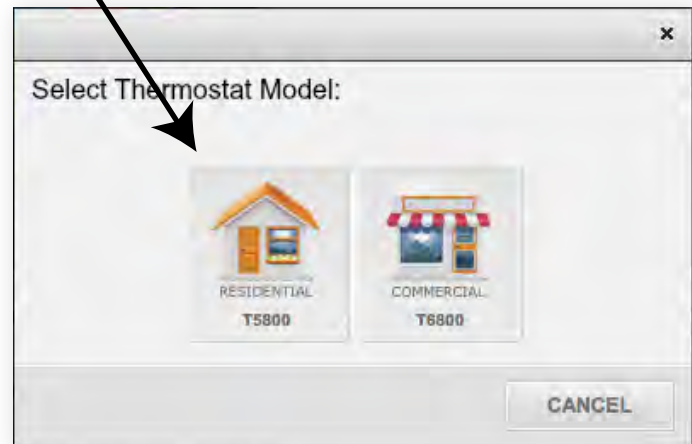 ×
Select Thermostat Model:
RESIDENTIAL COMMERCIAL
T5800 T6800
CANCEL